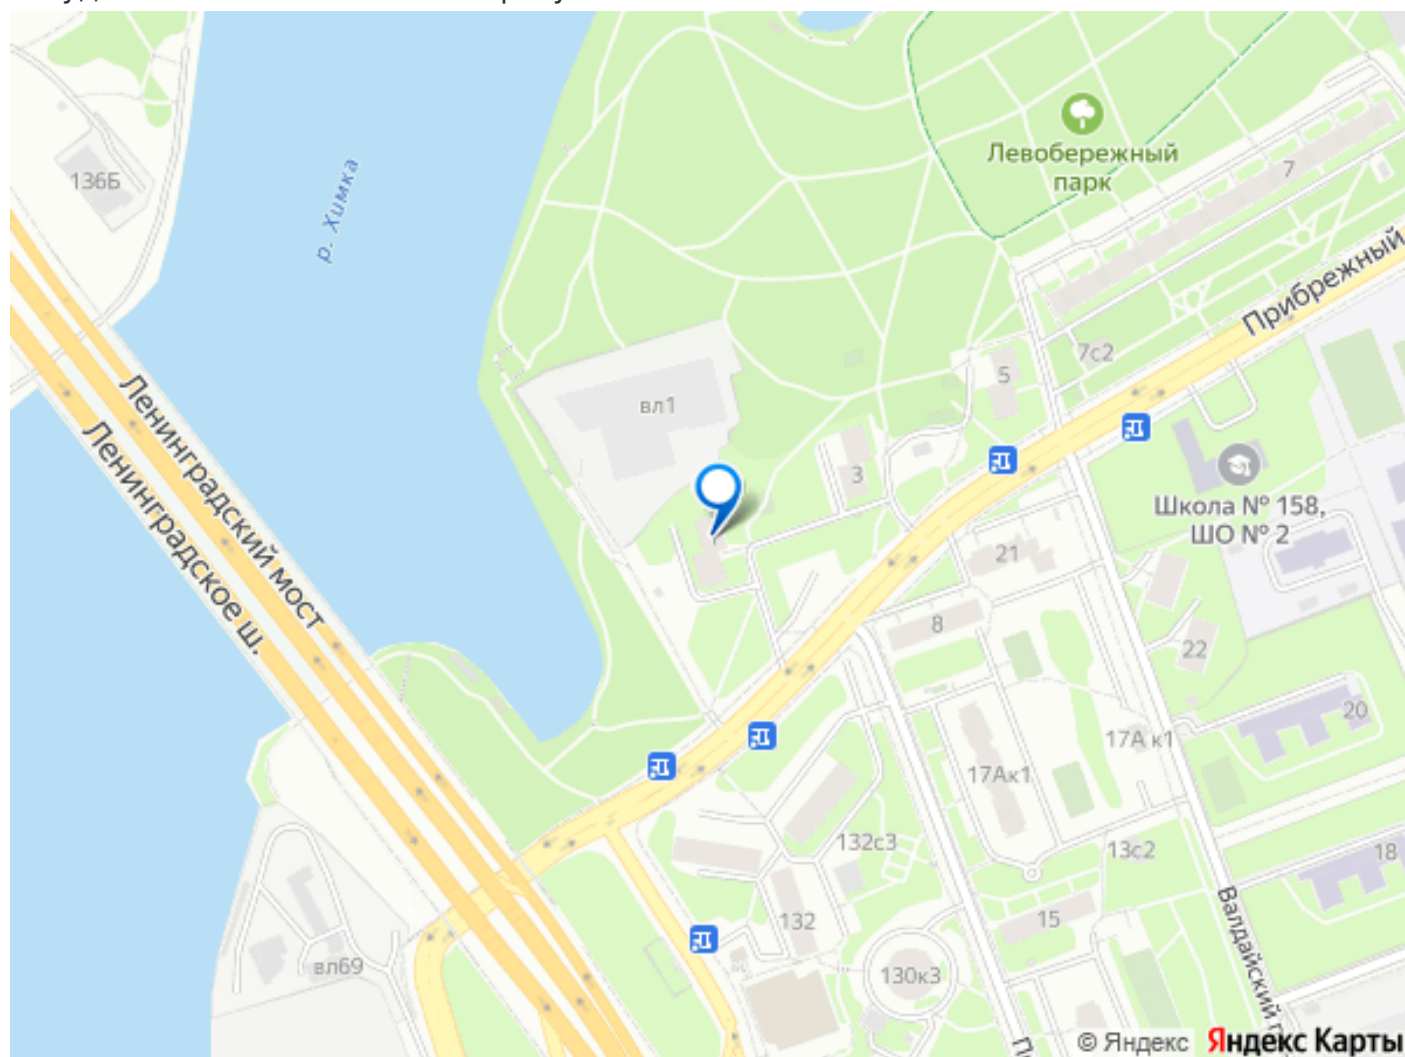 136Б
р. Химка
Левобережный
парк
7
Прибрежный
7с2
5
вл1
3
Школа № 158,
ШО № 2
Ленинградский мост
Ленинградское ш.
21
8
22
20
17А к1
17Ак1
132с3
13с2
18
132
15
вл69
130к3
Валдайский п
© Яндекс
Яндекс Карты